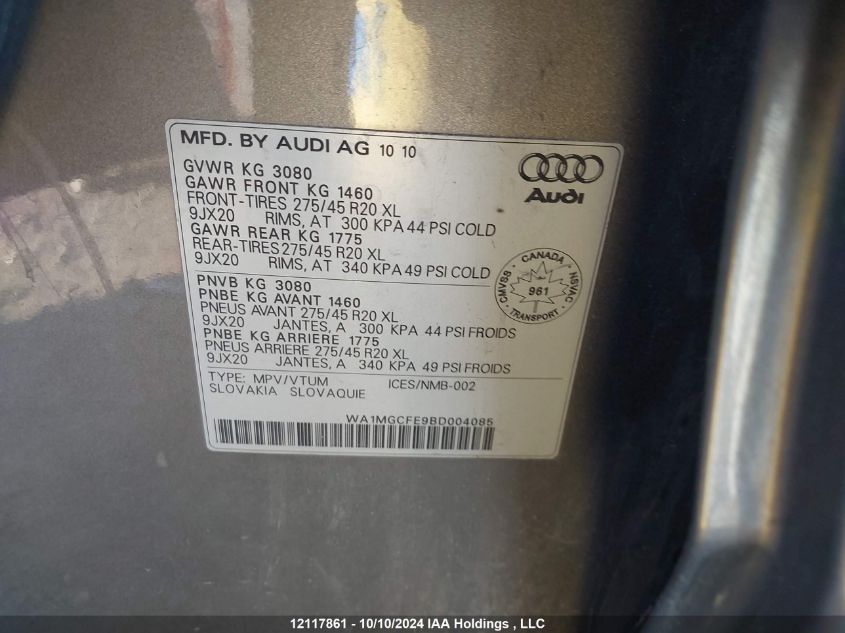 MFD. BY AUDI AG 10 10
Audi
GVWR KG 3080
GAWR FRONT KG 1460
FRONT-TIRES 275/45 R20 XL
9JX20 RIMS, AT 300 KPA 44 PSI COLD
GAWR REAR KG 1775
REAR-TIRES 275/45 R20 XL
9JX20 RIMS, AT 340 KPA 49 PSI COLD
CANADA
CMVSS 961 NSVAC
TRANSPORT
PNVB KG 3080
PNBE KG AVANT 1460
PNEUS AVANT 275/45 R20 XL
9JX20 JANTES, A 300 KPA 44 PSI FROIDS
PNBE KG ARRIERE 1775
PNEUS ARRIERE 275/45 R20 XL
9JX20 JANTES, A 340 KPA 49 PSI FROIDS
TYPE: MPV/VTUM ICES/NMB-002
SLOVAKIA SLOVAQUIE
WA1MGCFE9BD004085
12117861 - 10/10/2024 IAA Holdings , LLC